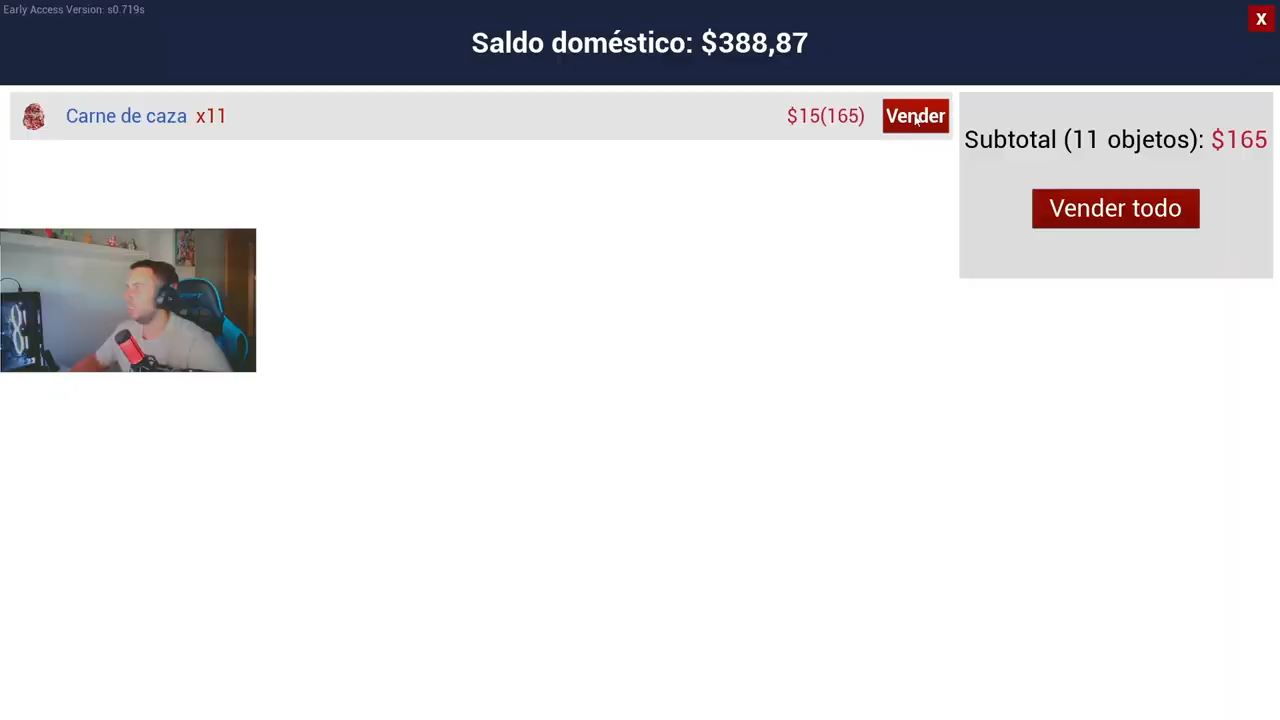 Early Access Version: s0.719s
X
Saldo doméstico: $388,87
Carne de caza x11 $15(165) Vender
Subtotal (11 objetos): $165
Vender todo